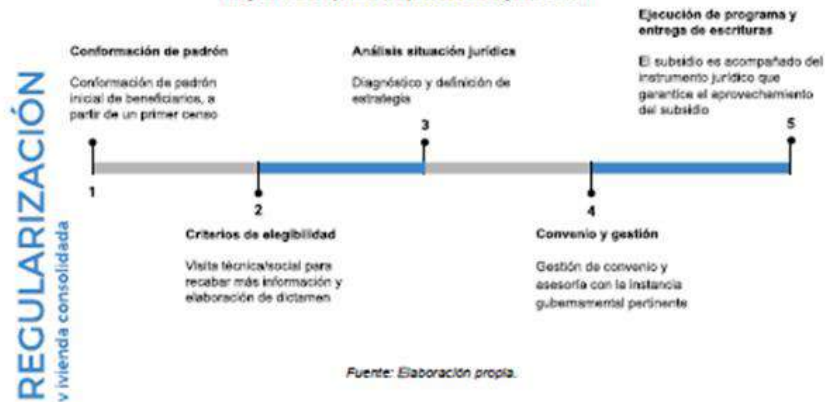 REGULARIZACIÓN
v ivienda consolidada
Conformación de padrón
Conformación de padrón
inicial de beneficiarios, a
partir de un primer censo
1
Criterios de elegibilidad
Visita técnica/social para
recabar más información y
elaboración de dictamen
2
Análisis situación jurídica
Diagnóstico y definición de
estrategia
3
Convenio y gestión
Gestión de convenio y
asesoría con la instancia
gubernamental pertinente
4
Ejecución de programa y
entrega de escrituras
El subsidio es acompañado del
instrumento jurídico que
garantice el aprovechamiento
del subsidio
5
Fuente: Elaboración propia.